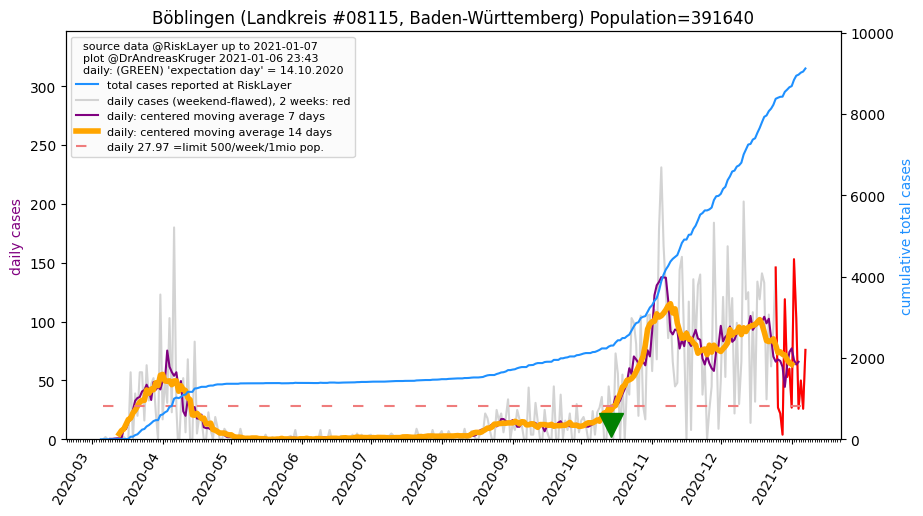 Böblingen (Landkreis #08115, Baden-Württemberg) Population=391640
source data @RiskLayer up to 2021-01-07
plot @DrAndreasKruger 2021-01-06 23:43
daily: (GREEN) 'expectation day' = 14.10.2020
total cases reported at RiskLayer
daily cases (weekend-flawed), 2 weeks: red
daily: centered moving average 7 days
daily: centered moving average 14 days
daily 27.97 =limit 500/week/1mio pop.
daily cases
300
250
200
150
100
50
0
10000
8000
6000
4000
2000
0
cumulative total cases
2020-03
2020-04
2020-05
2020-06
2020-07
2020-08
2020-09
2020-10
2020-11
2020-12
2021-01